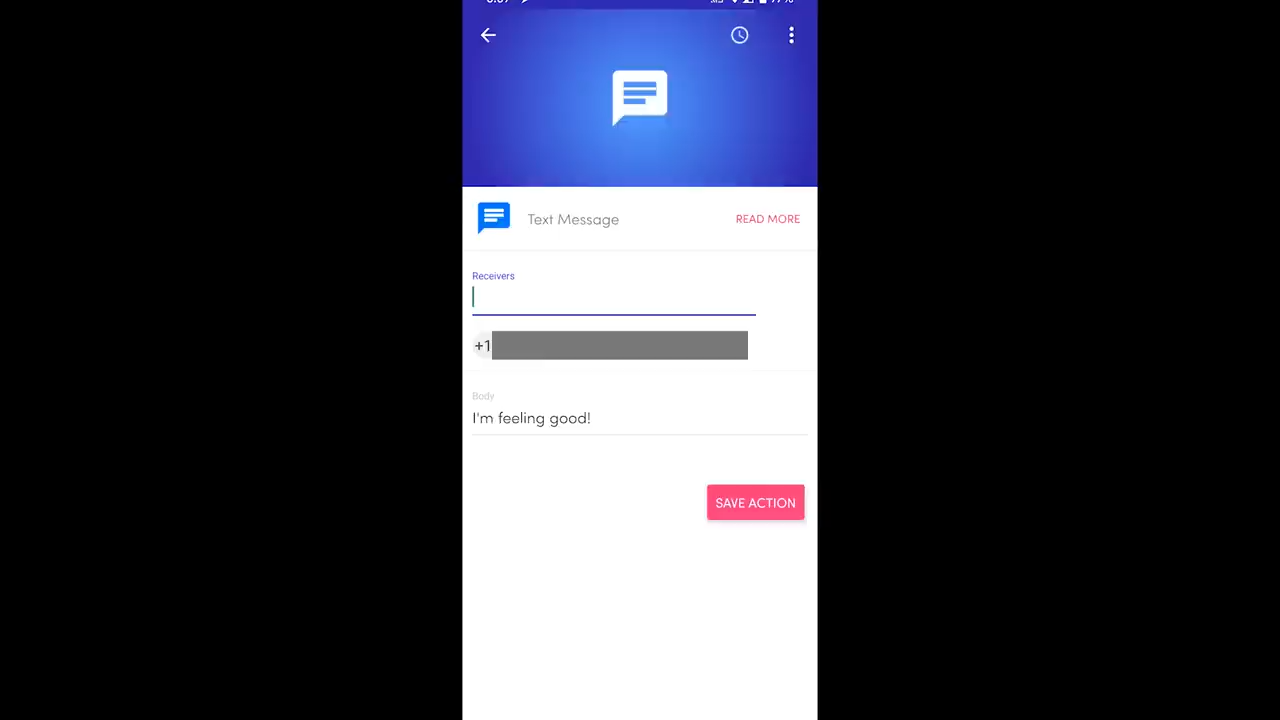 Text Message
READ MORE
Receivers
+1
Body
I'm feeling good!
SAVE ACTION